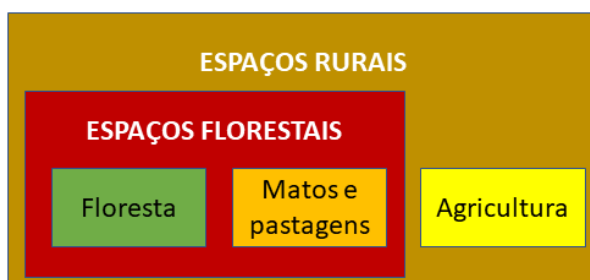 ESPAÇOS RURAIS
ESPAÇOS FLORESTAIS
Floresta
Matos e
pastagens
Agricultura